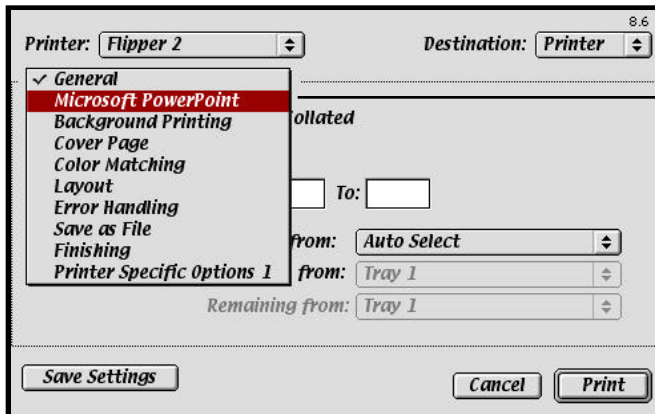 8.6
Printer: Flipper 2 Destination: Printer
✓ General
Microsoft PowerPoint
Background Printing ollated
Cover Page
Color Matching
Layout To:
Error Handling
Save as File from: Auto Select
Finishing
Printer Specific Options 1 from: Tray 1
Remaining from: Tray 1
Save Settings Cancel Print